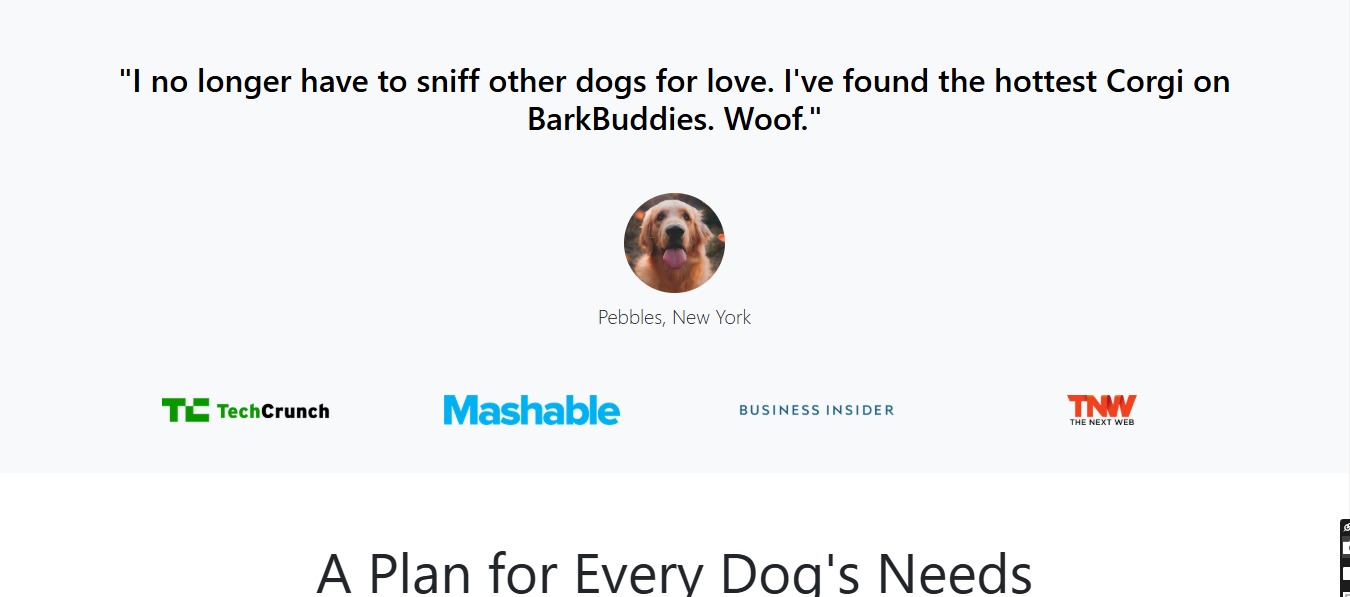 "I no longer have to sniff other dogs for love. I've found the hottest Corgi on
BarkBuddies. Woof."
Pebbles, New York
TC TechCrunch
Mashable
BUSINESS INSIDER
TNW
THE NEXT WEB
A Plan for Every Dog's Needs